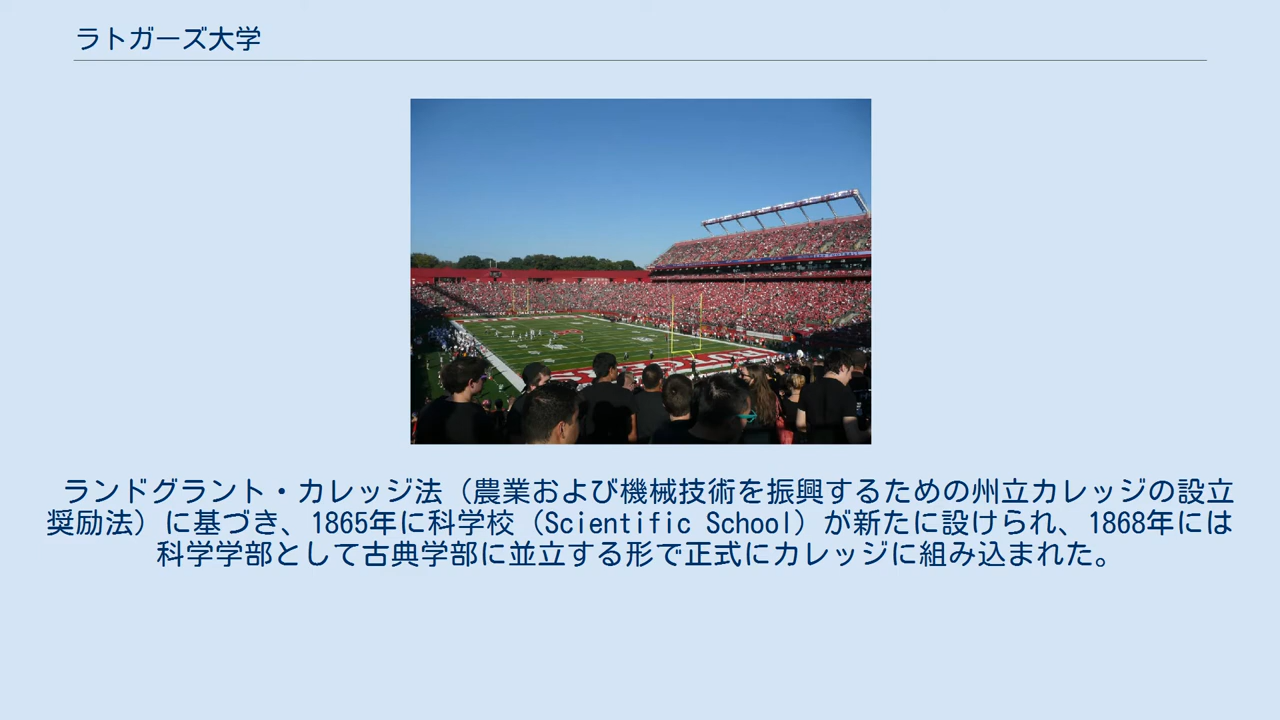 ラトガーズ大学
ランドグラント・カレッジ法（農業および機械技術を振興するための州立カレッジの設立
奨励法）に基づき、1865年に科学校（Scientific School）が新たに設けられ、1868年には
科学学部として古典学部に並立する形で正式にカレッジに組み込まれた。